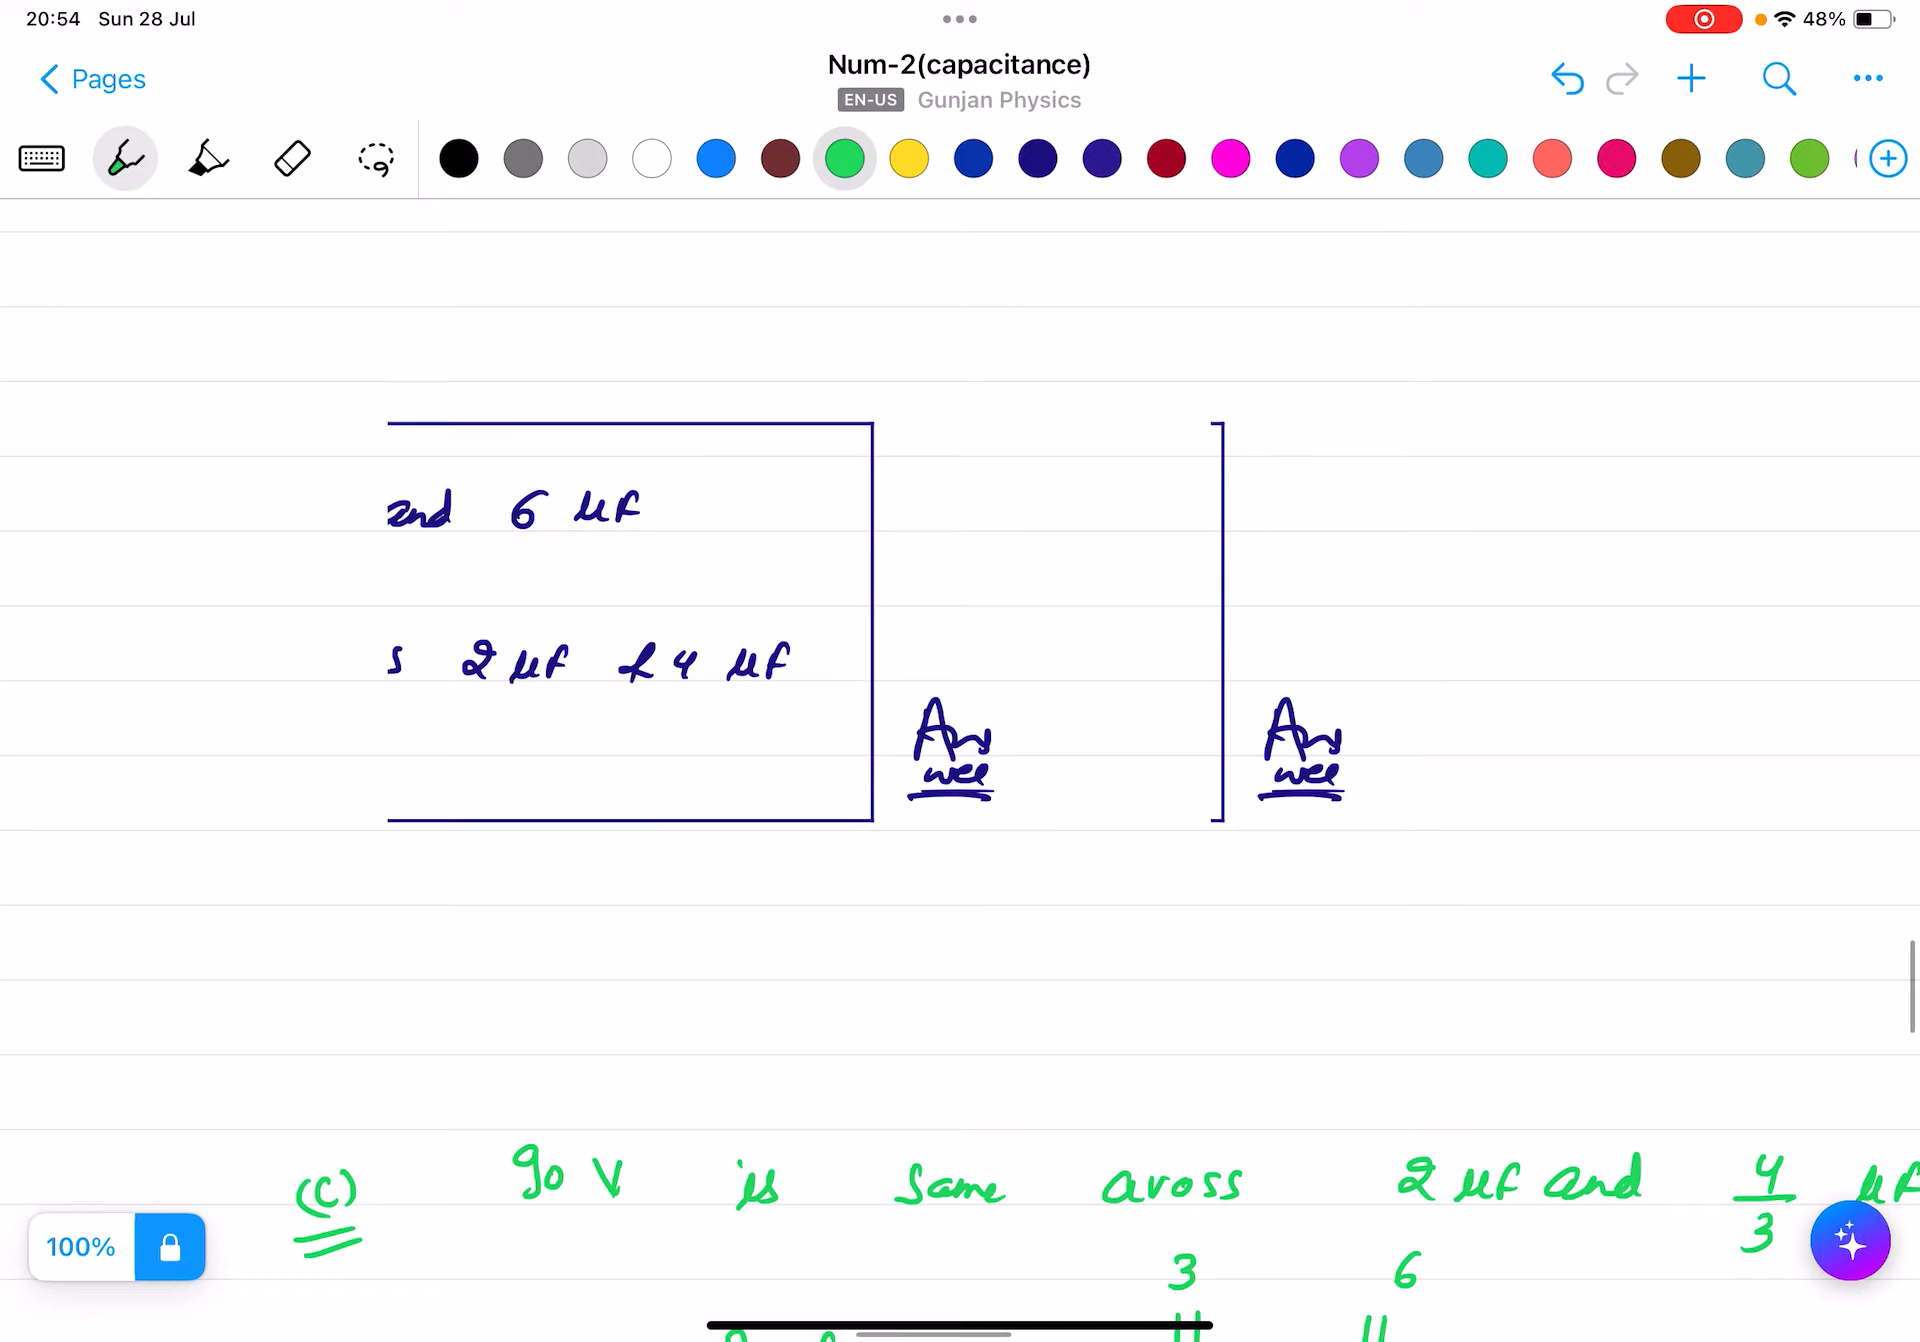 20:54 Sun 28 Jul
48%
Pages
Num-2(capacitance)
EN-US Gunjan Physics
and 6 μf
s 2 μf & 4 μf
Answer
Answer
(C) 90 V is same across 2 μf and 4/3 μf
3 6
100%